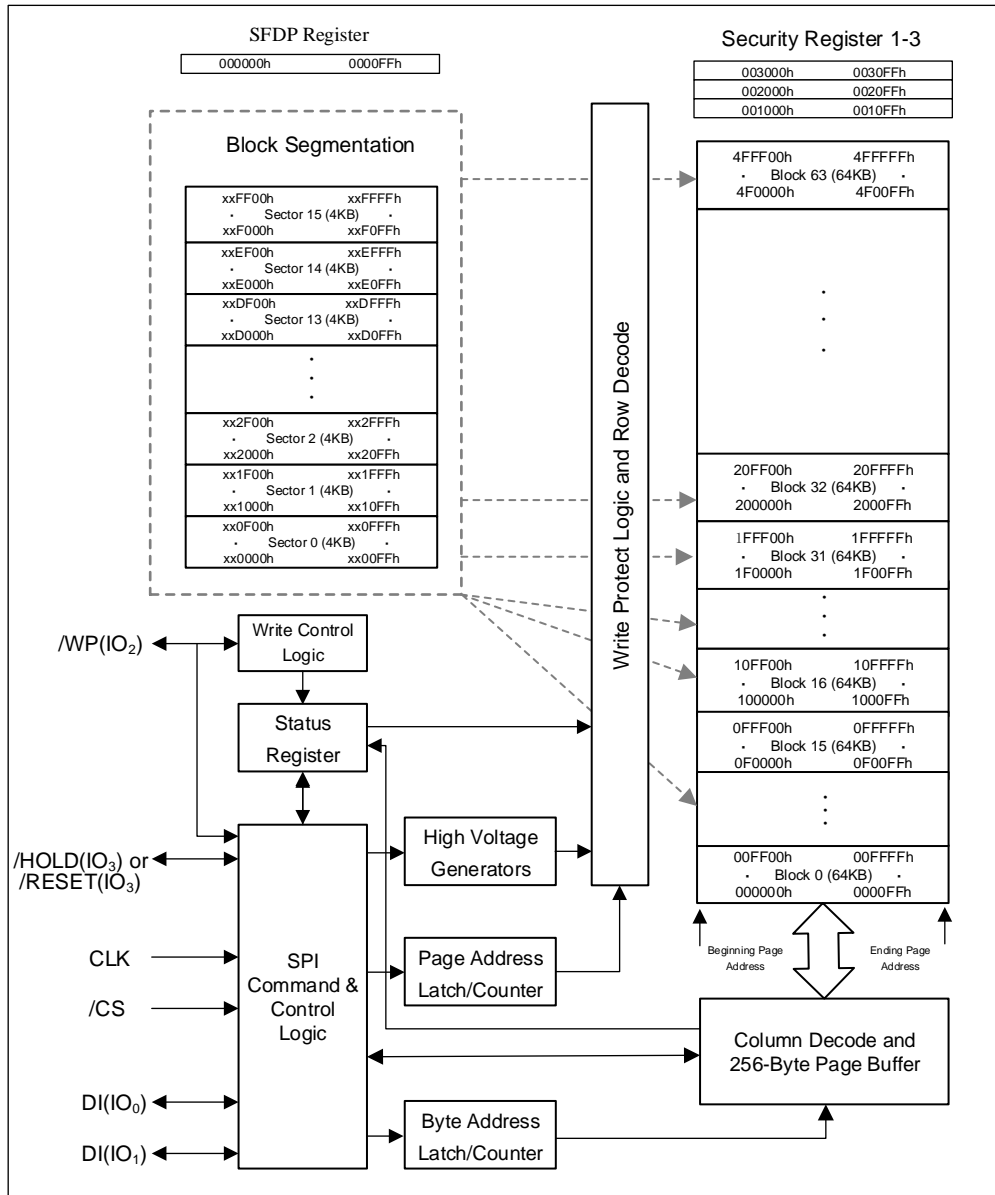 SFDP Register
000000h 0000FFh
Security Register 1-3
003000h 0030FFh
002000h 0020FFh
001000h 0010FFh
Block Segmentation
xxFF00h xxFFFFh
· Sector 15 (4KB) ·
xxF000h xxF0FFh
xxEF00h xxEFFFh
· Sector 14 (4KB) ·
xxE000h xxE0FFh
xxDF00h xxDFFFh
· Sector 13 (4KB) ·
xxD000h xxD0FFh
xx2F00h xx2FFFh
· Sector 2 (4KB) ·
xx2000h xx20FFh
xx1F00h xx1FFFh
· Sector 1 (4KB) ·
xx1000h xx10FFh
xx0F00h xx0FFFh
· Sector 0 (4KB) ·
xx0000h xx00FFh
Write Protect Logic and Row Decode
4FFF00h 4FFFFFh
· Block 63 (64KB) ·
4F0000h 4F00FFh
20FF00h 20FFFFh
· Block 32 (64KB) ·
200000h 2000FFh
1FFF00h 1FFFFFh
· Block 31 (64KB) ·
1F0000h 1F00FFh
10FF00h 10FFFFh
· Block 16 (64KB) ·
100000h 1000FFh
0FFF00h 0FFFFFh
· Block 15 (64KB) ·
0F0000h 0F00FFh
00FF00h 00FFFFh
· Block 0 (64KB) ·
000000h 0000FFh
Beginning Page
Address
Ending Page
Address
/WP(IO₂)
Write Control
Logic
Status
Register
/HOLD(IO₃) or
/RESET(IO₃)
CLK
/CS
DI(IO₀)
DI(IO₁)
SPI
Command &
Control
Logic
High Voltage
Generators
Page Address
Latch/Counter
Byte Address
Latch/Counter
Column Decode and
256-Byte Page Buffer